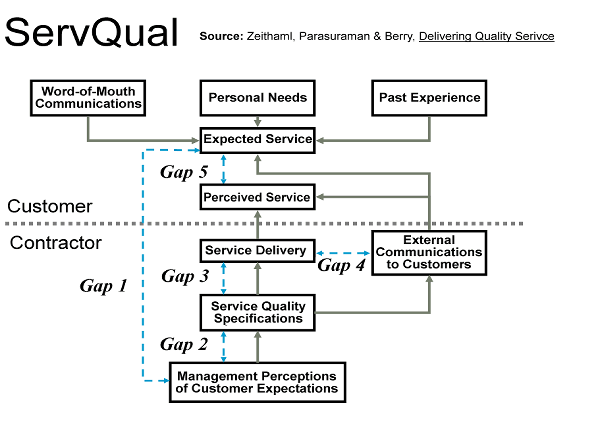 ServQual
Source: Zeithaml, Parasuraman & Berry, Delivering Quality Serivce
Word-of-Mouth
Communications
Personal Needs
Past Experience
Expected Service
Gap 5
Perceived Service
Customer
Contractor
Service Delivery
External
Communications
to Customers
Gap 4
Gap 3
Gap 1
Service Quality
Specifications
Gap 2
Management Perceptions
of Customer Expectations